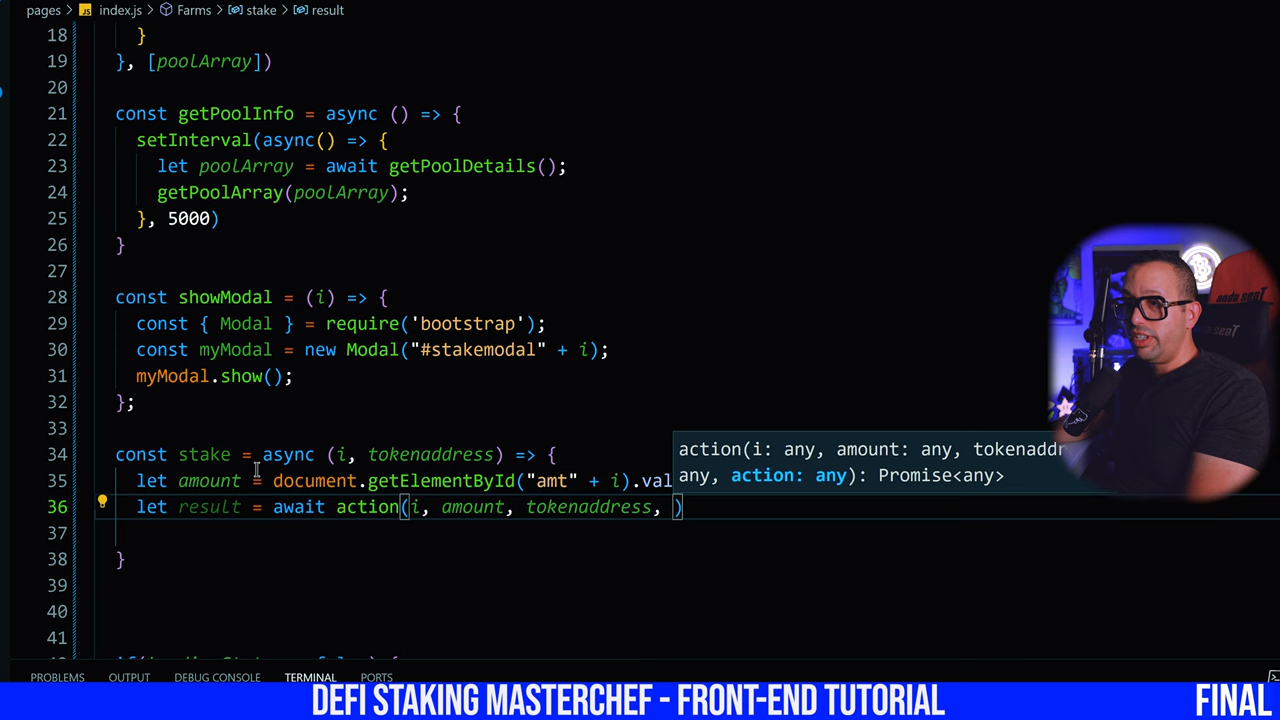 pages > JS index.js > Farms > stake > result
18 }
19 }, [poolArray])
20
21 const getPoolInfo = async () => {
22 setInterval(async() => {
23 let poolArray = await getPoolDetails();
24 getPoolArray(poolArray);
25 }, 5000)
26 }
27
28 const showModal = (i) => {
29 const { Modal } = require('bootstrap');
30 const myModal = new Modal("#stakemodal" + i);
31 myModal.show();
32 };
33
action(i: any, amount: any, tokenaddr
34 const stake = async (i, tokenaddress) => {
any, action: any): Promise<any>
35 let amount = document.getElementById("amt" + i).val
36 let result = await action(i, amount, tokenaddress, )
37
38 }
39
40
41
PROBLEMS OUTPUT DEBUG CONSOLE TERMINAL PORTS
DEFI STAKING MASTERCHEF - FRONT-END TUTORIAL FINAL